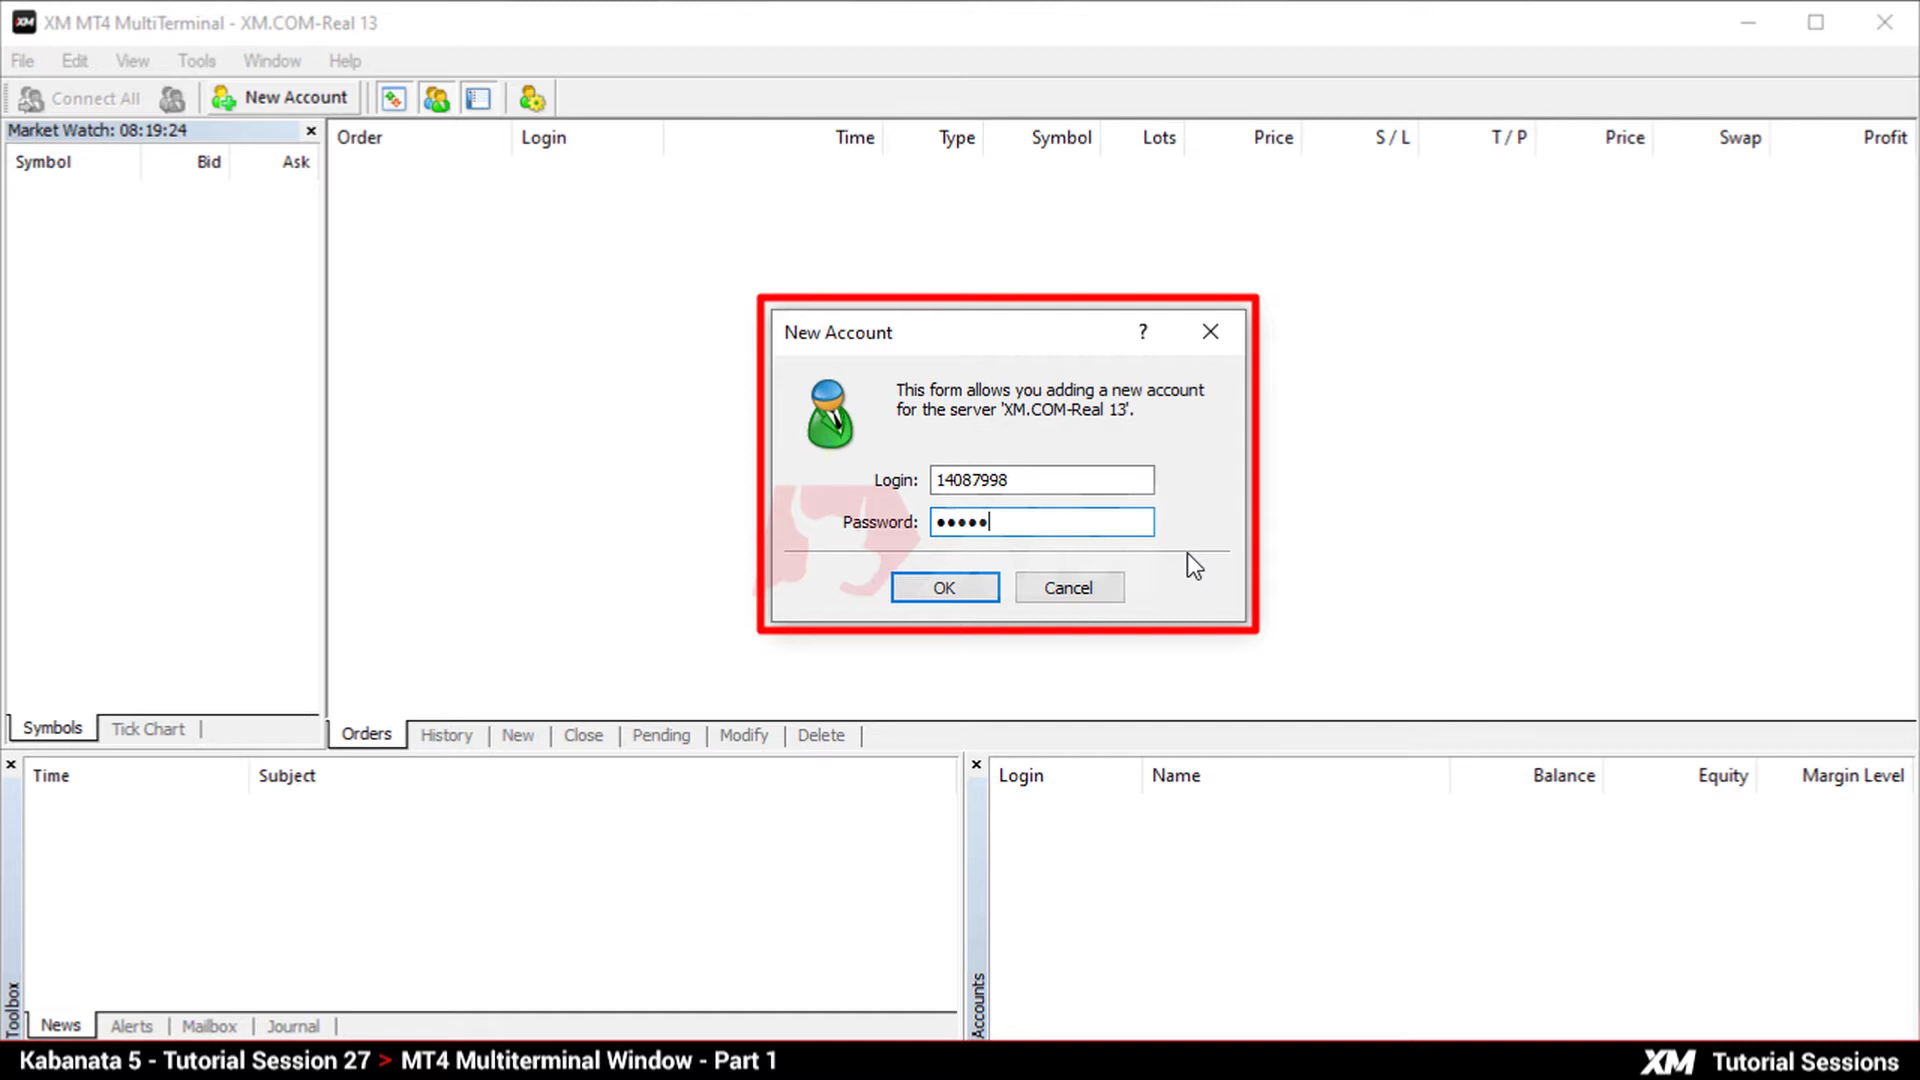 XM MT4 MultiTerminal - XM.COM-Real 13
File Edit View Tools Window Help
Connect All New Account
Market Watch: 08:19:24
Symbol Bid Ask
Order Login Time Type Symbol Lots Price S / L T / P Price Swap Profit
New Account
This form allows you adding a new account
for the server 'XM.COM-Real 13'.
Login: 14087998
Password: •••••
OK Cancel
Symbols Tick Chart
Orders History New Close Pending Modify Delete
Time Subject
Login Name Balance Equity Margin Level
Toolbox
Accounts
News Alerts Mailbox Journal
Kabanata 5 - Tutorial Session 27 > MT4 Multiterminal Window - Part 1
XM Tutorial Sessions